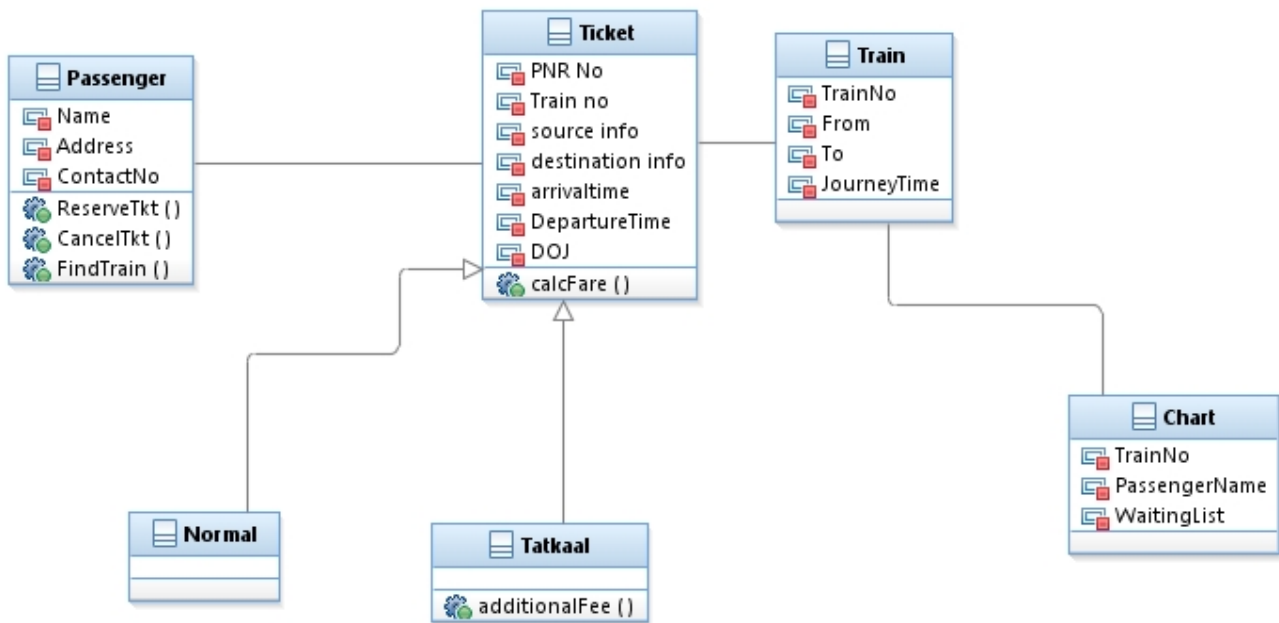 Passenger
Name
Address
ContactNo
ReserveTkt ( )
CancelTkt ( )
FindTrain ( )
Ticket
PNR No
Train no
source info
destination info
arrivaltime
DepartureTime
DOJ
calcFare ( )
Train
TrainNo
From
To
JourneyTime
Normal
Tatkaal
additionalFee ( )
Chart
TrainNo
PassengerName
WaitingList